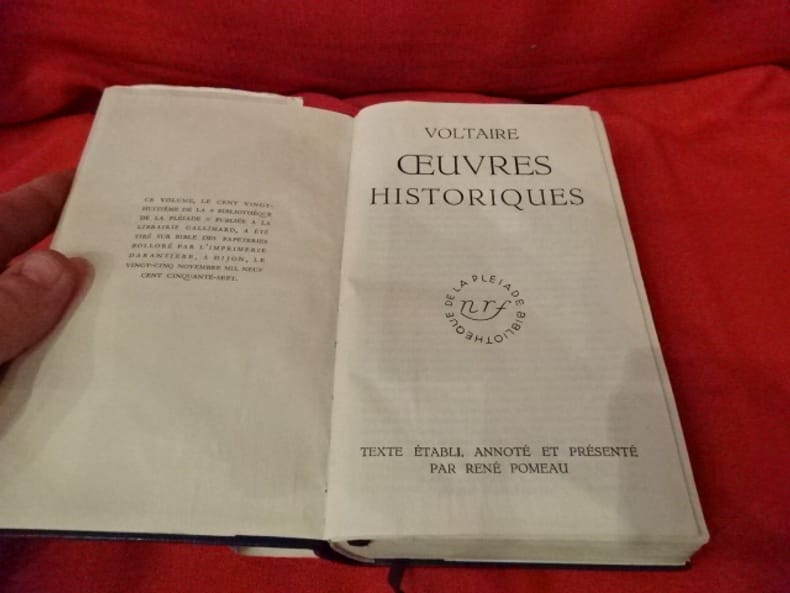 CE VOLUME, LE CENT VINGT-
HUITIÈME DE LA « BIBLIOTHÈQUE
DE LA PLÉIADE » PUBLIÉE A LA
LIBRAIRIE GALLIMARD, A ÉTÉ
TIRÉ SUR BIBLE DES PAPETERIES
BOLLORÉ PAR L'IMPRIMERIE
DARANTIÈRE, A DIJON, LE
VINGT-CINQ NOVEMBRE MIL NEUF
CENT CINQUANTE-SEPT.
VOLTAIRE
ŒUVRES
HISTORIQUES
BIBLIOTHÈQUE DE LA PLEIADE
nrf
TEXTE ÉTABLI, ANNOTÉ ET PRÉSENTÉ
PAR RENÉ POMEAU